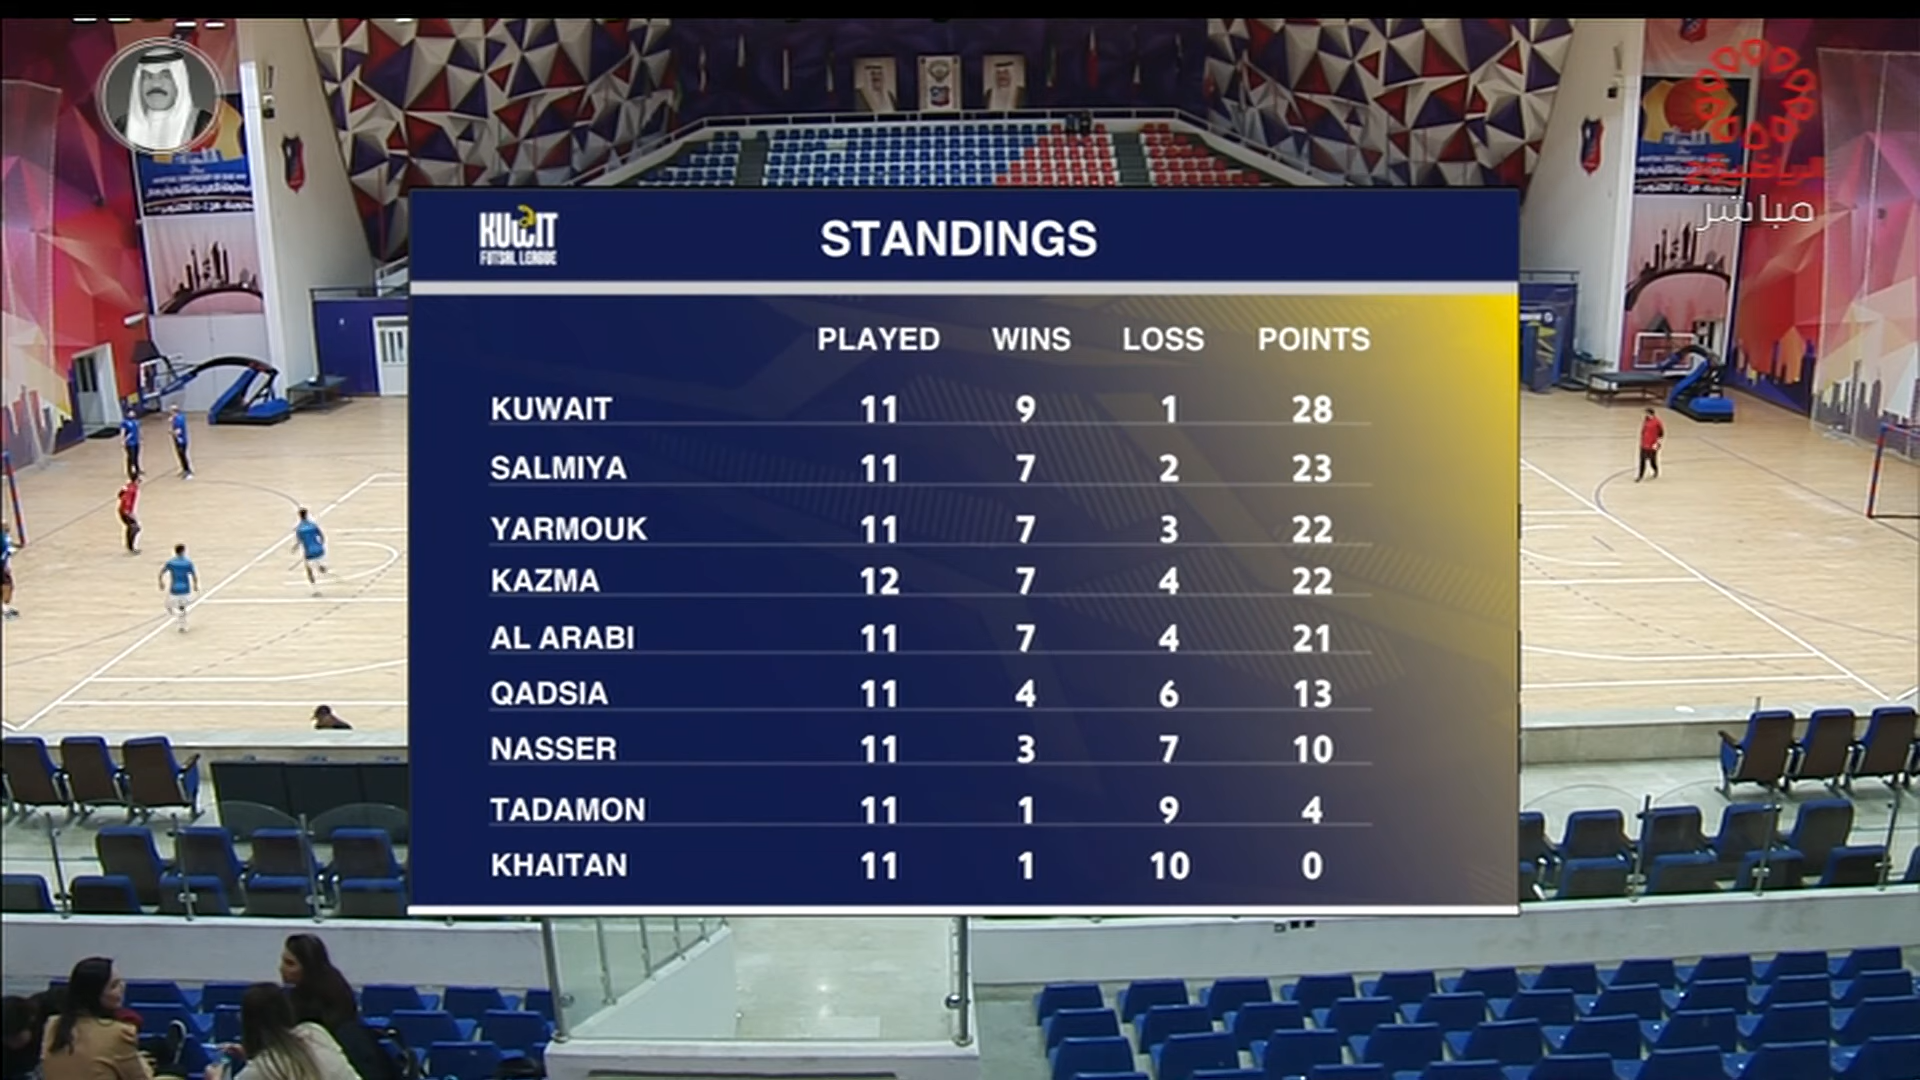 مباشر
KUWAIT
FUTSAL LEAGUE
STANDINGS
PLAYED WINS LOSS POINTS
KUWAIT 11 9 1 28
SALMIYA 11 7 2 23
YARMOUK 11 7 3 22
KAZMA 12 7 4 22
AL ARABI 11 7 4 21
QADSIA 11 4 6 13
NASSER 11 3 7 10
TADAMON 11 1 9 4
KHAITAN 11 1 10 0